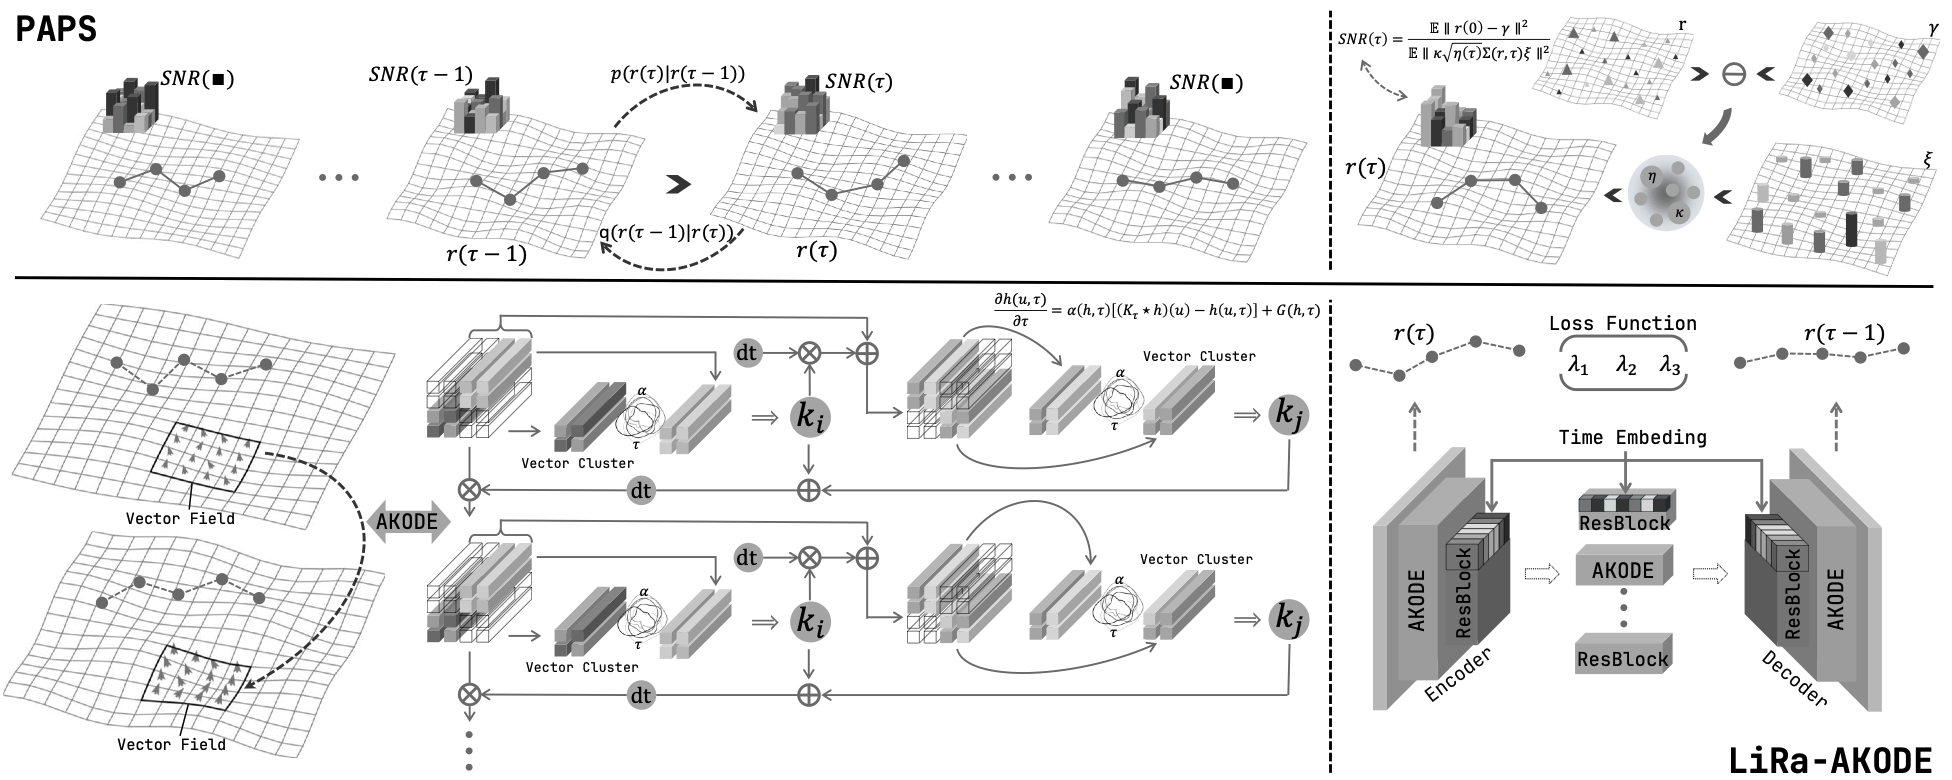 PAPS
SNR(■)
SNR(τ − 1)
p(r(τ)|r(τ − 1))
SNR(τ)
SNR(■)
r(τ − 1)
q(r(τ − 1)|r(τ))
r(τ)
SNR(τ) = 𝔼 ∥ r(0) − γ ∥² / 𝔼 ∥ κ√η(τ)Σ(r, τ)ξ ∥²
r
γ
r(τ)
η
κ
ξ
Vector Field
Vector Field
AKODE
∂h(u, τ)/∂τ = α(h, τ)[(K_τ ⋆ h)(u) − h(u, τ)] + G(h, τ)
dt
α
τ
Vector Cluster
k_i
Vector Cluster
α
τ
k_j
dt
dt
α
τ
Vector Cluster
k_i
Vector Cluster
α
τ
k_j
dt
r(τ)
Loss Function
λ₁ λ₂ λ₃
r(τ − 1)
Time Embeding
AKODE
ResBlock
Encoder
ResBlock
AKODE
ResBlock
ResBlock
AKODE
Decoder
LiRa-AKODE